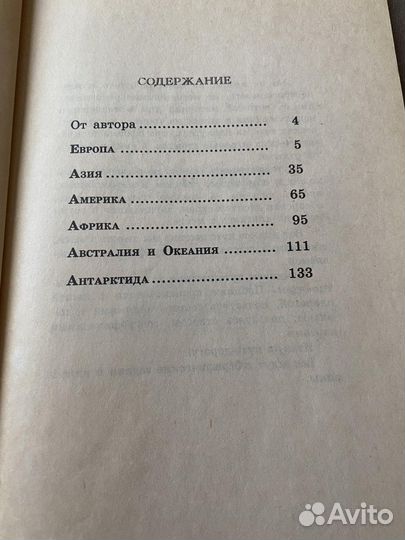 СОДЕРЖАНИЕ
От автора ........................ 4
Европа ........................ 5
Азия ........................ 35
Америка ........................ 65
Африка ........................ 95
Австралия и Океания ......... 111
Антарктида ..................... 133
Avito